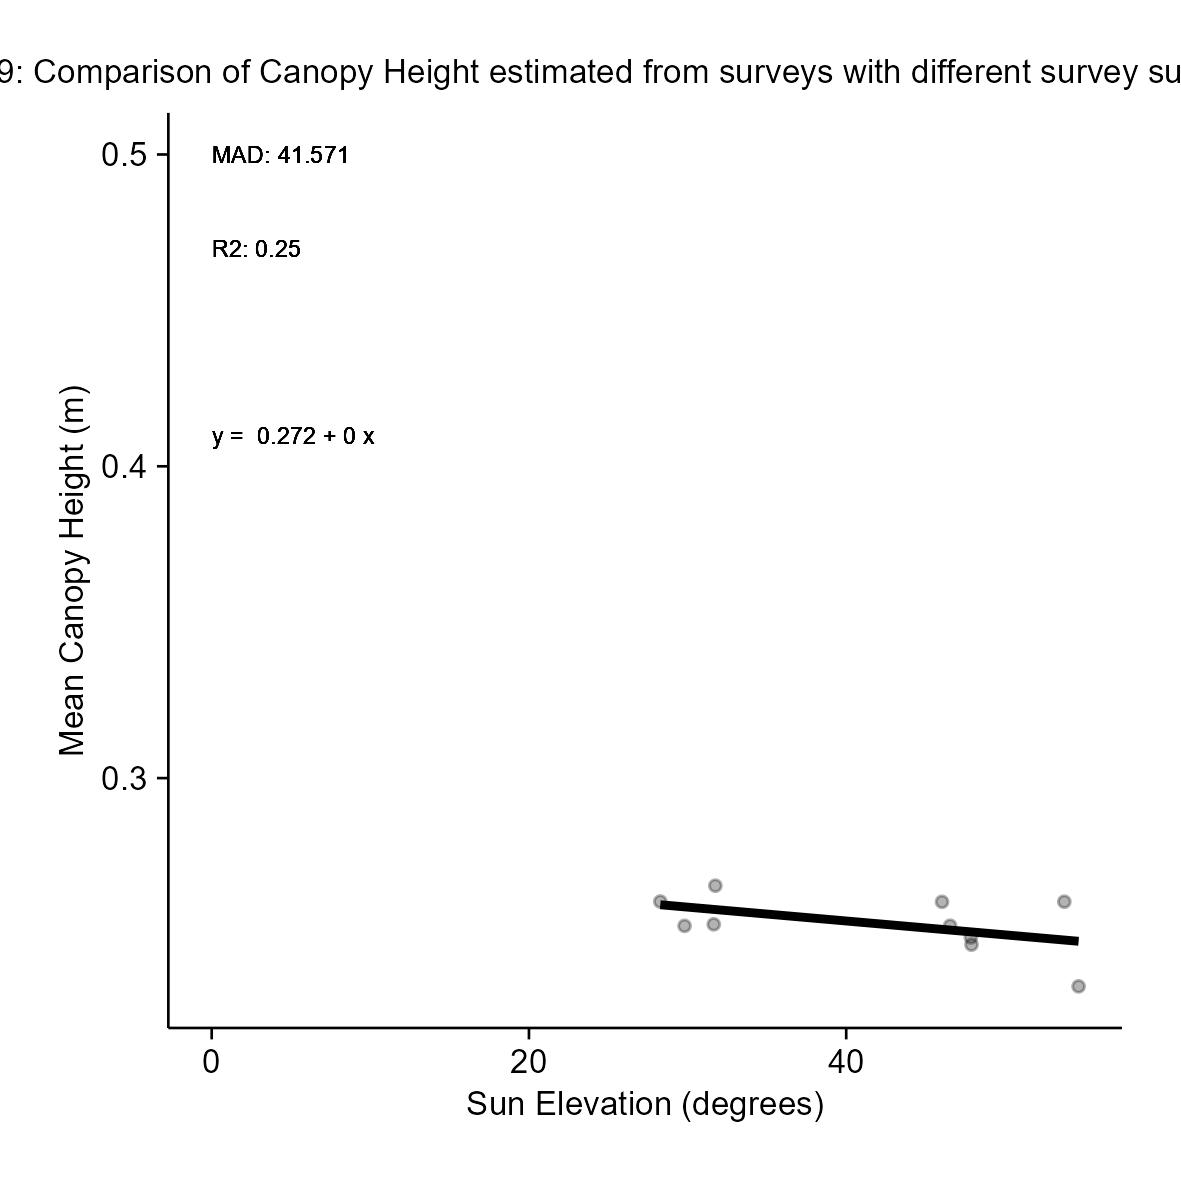 9: Comparison of Canopy Height estimated from surveys with different survey su
0.5
MAD: 41.571
R2: 0.25
y =  0.272 + 0 x
0.4
Mean Canopy Height (m)
0.3
0 20 40
Sun Elevation (degrees)